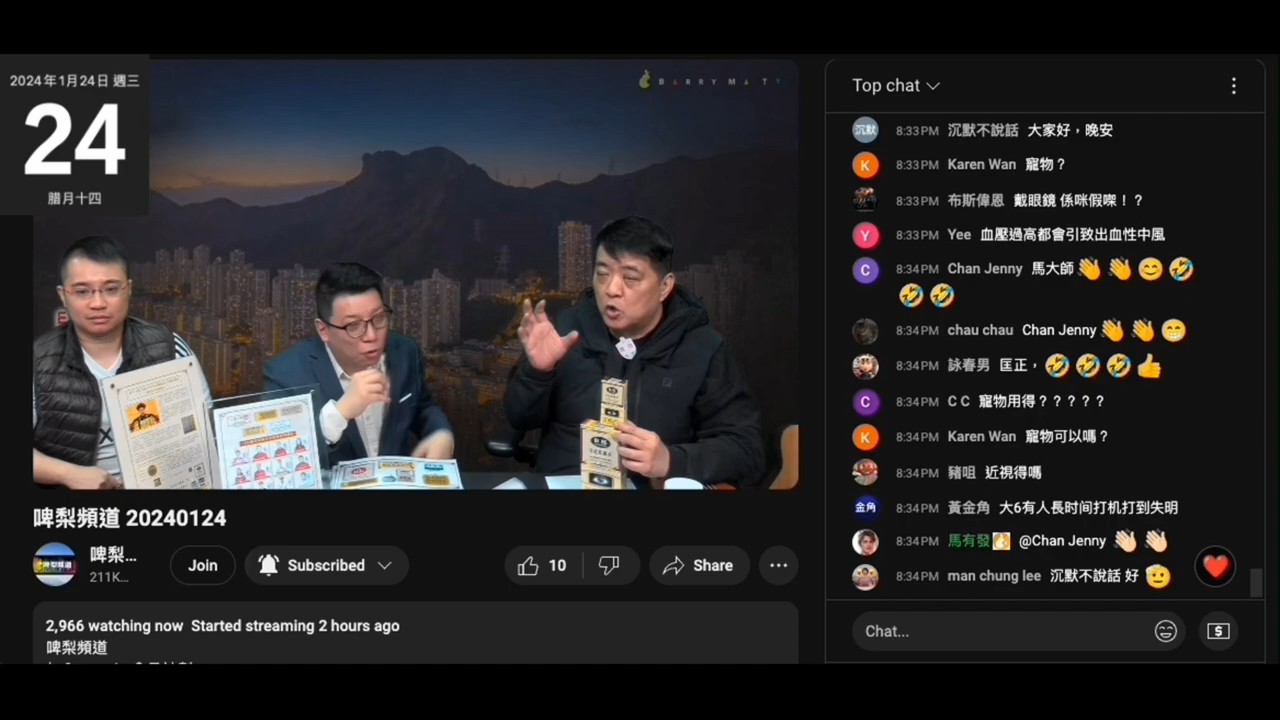 2024年1月24日 週三
24
腊月十四
BARRY MA TV
啤梨頻道 20240124
啤梨...
211K...
Join
Subscribed
10
Share
2,966 watching now Started streaming 2 hours ago
啤梨頻道
Top chat
沉默 8:33PM 沉默不說話 大家好，晚安
K 8:33PM Karen Wan 寵物？
8:33PM 布斯偉恩 戴眼鏡 係咪假㗎！？
Y 8:33PM Yee 血壓過高都會引致出血性中風
C 8:34PM Chan Jenny 馬大師👋👋😊🤣
🤣🤣
8:34PM chau chau Chan Jenny👋👋😁
8:34PM 詠春男 匡正，🤣🤣🤣👍
C 8:34PM C C 寵物用得？？？？？
K 8:34PM Karen Wan 寵物可以嗎？
8:34PM 豬咀 近視得嗎
金角 8:34PM 黃金角 大6有人長时间打机打到失明
8:34PM 馬有發 @Chan Jenny 👋🏻👋🏻
8:34PM man chung lee 沉默不說話 好 🫡
Chat...